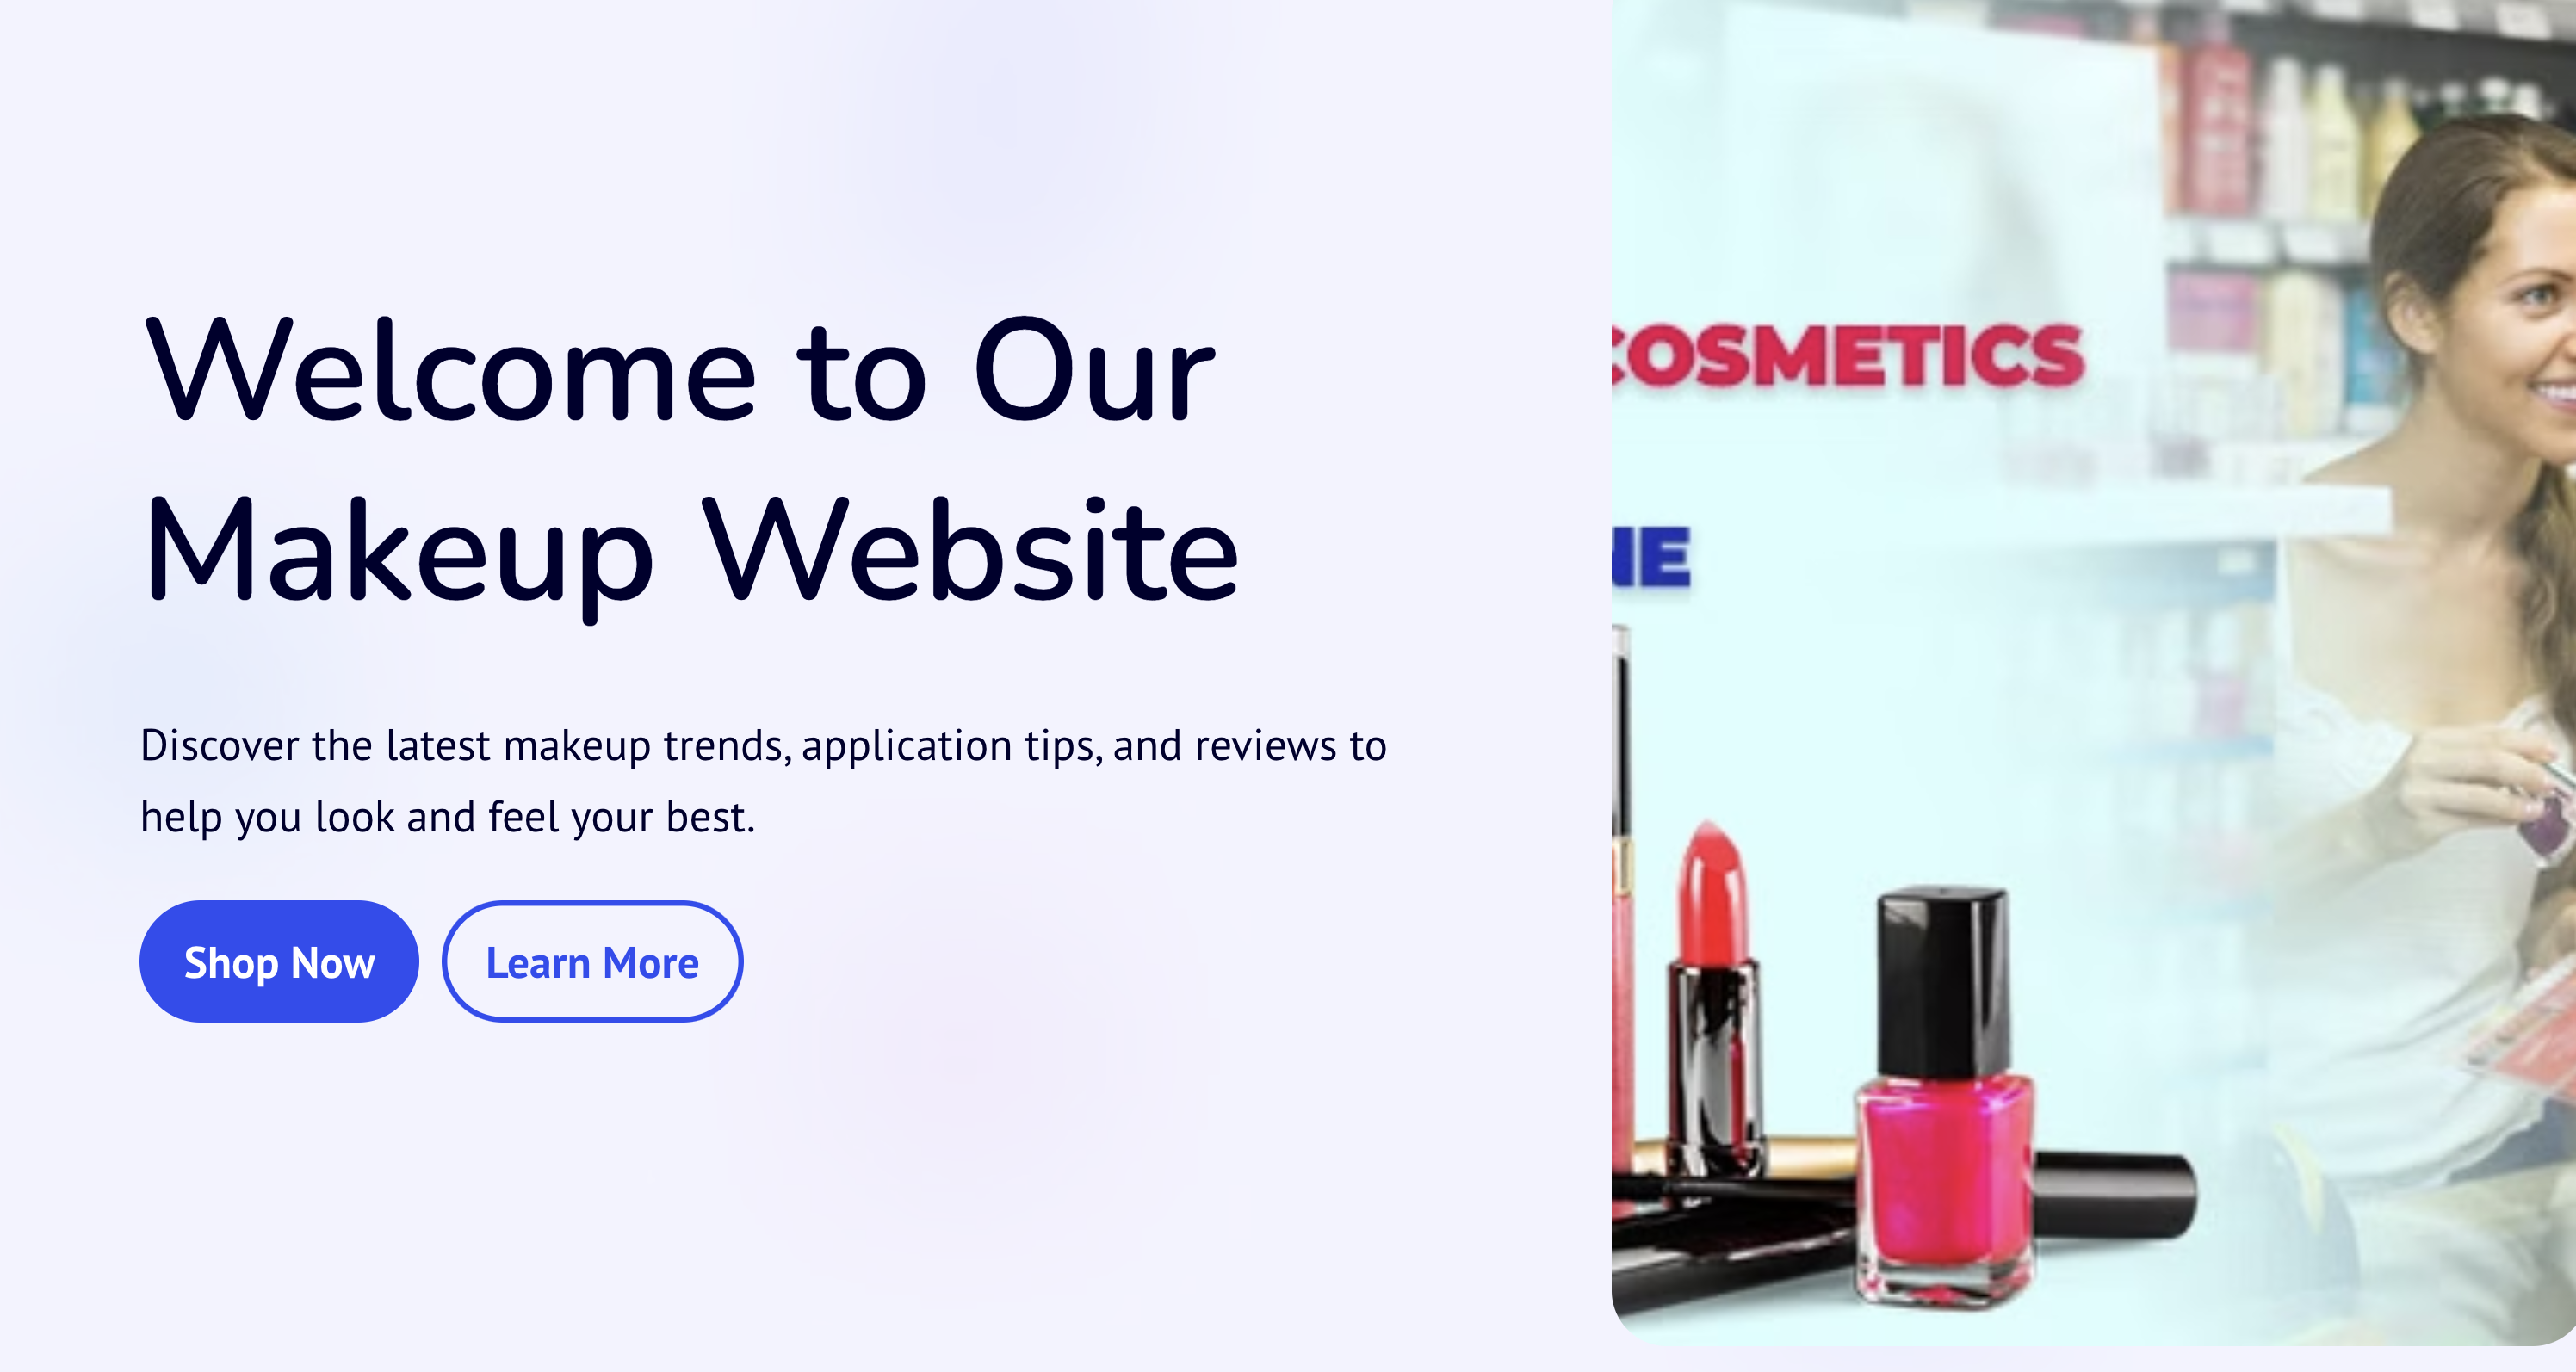 Welcome to Our
Makeup Website
Discover the latest makeup trends, application tips, and reviews to
help you look and feel your best.
Shop Now
Learn More
COSMETICS